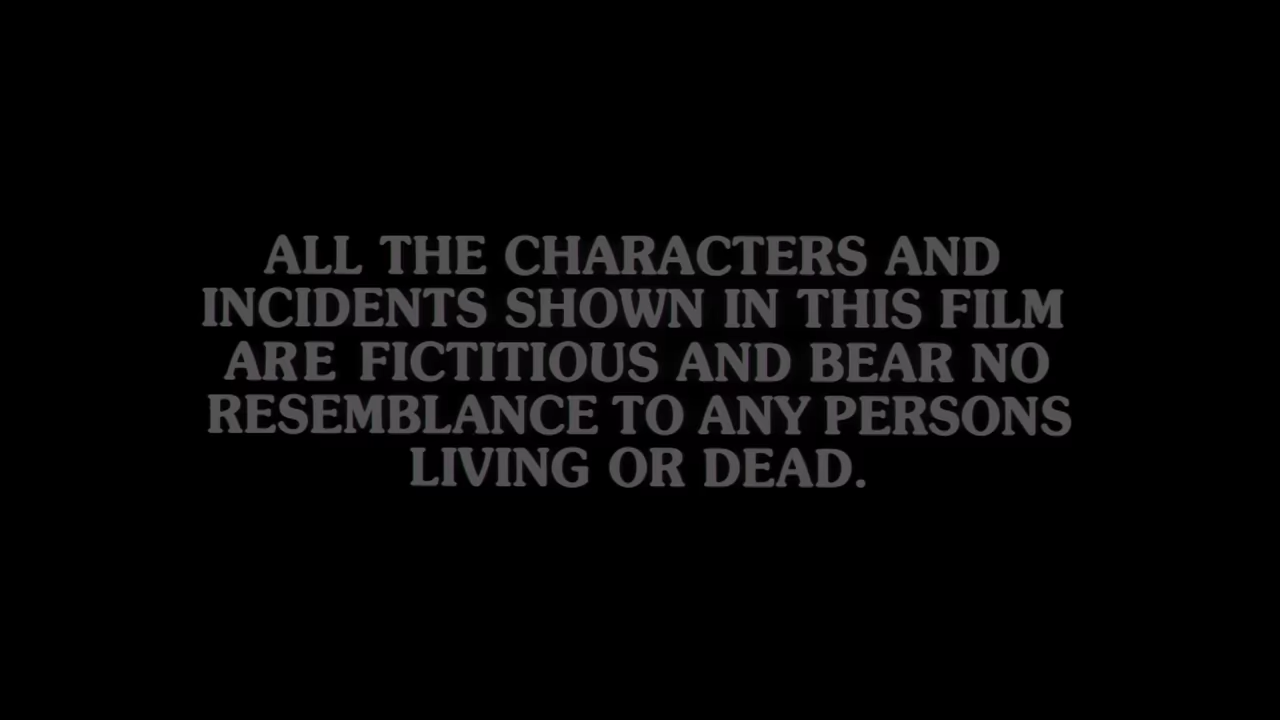 ALL THE CHARACTERS AND
INCIDENTS SHOWN IN THIS FILM
ARE FICTITIOUS AND BEAR NO
RESEMBLANCE TO ANY PERSONS
LIVING OR DEAD.